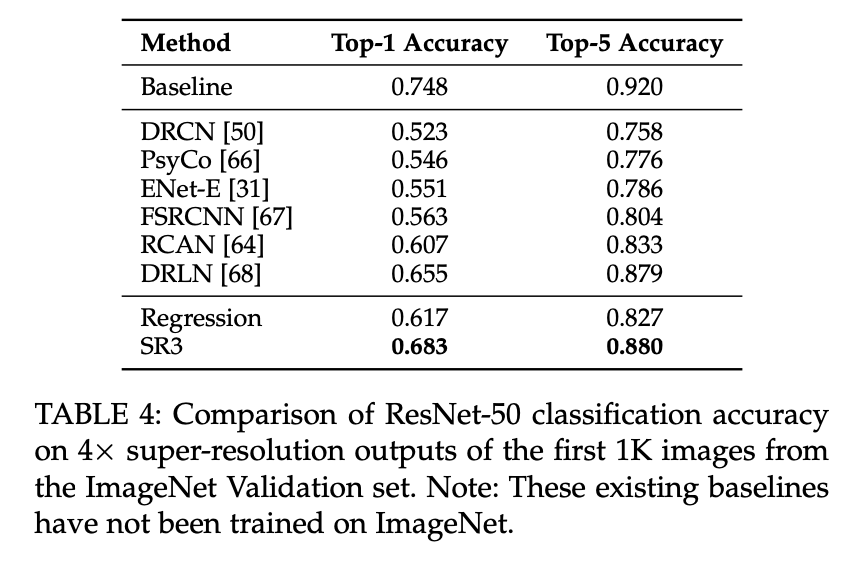 Method Top-1 Accuracy Top-5 Accuracy
Baseline 0.748 0.920
DRCN [50] 0.523 0.758
PsyCo [66] 0.546 0.776
ENet-E [31] 0.551 0.786
FSRCNN [67] 0.563 0.804
RCAN [64] 0.607 0.833
DRLN [68] 0.655 0.879
Regression 0.617 0.827
SR3 0.683 0.880
TABLE 4: Comparison of ResNet-50 classification accuracy
on 4× super-resolution outputs of the first 1K images from
the ImageNet Validation set. Note: These existing baselines
have not been trained on ImageNet.